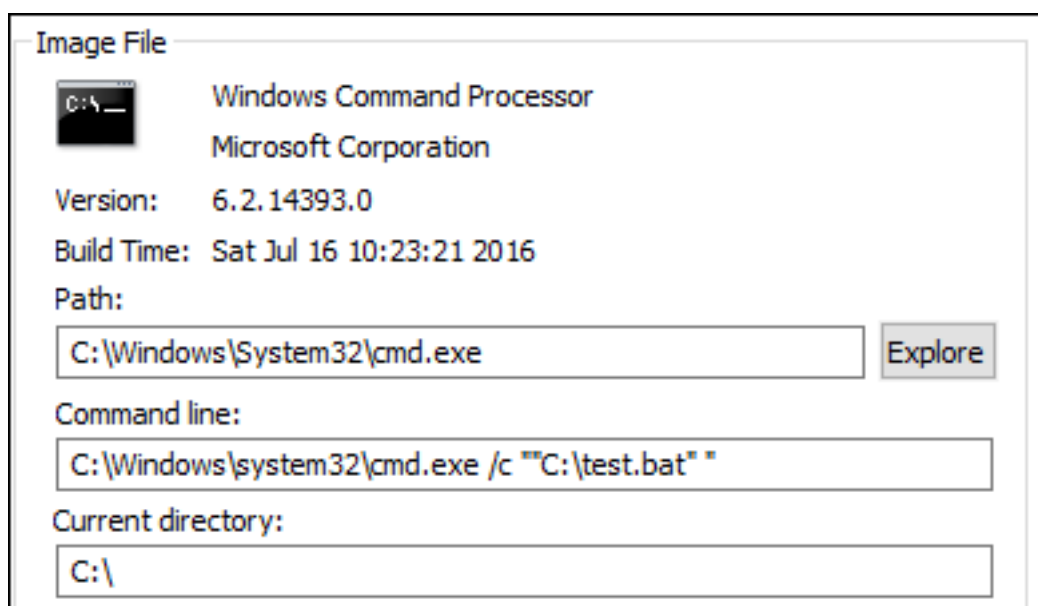 Image File
C:\
Windows Command Processor
Microsoft Corporation
Version: 6.2.14393.0
Build Time: Sat Jul 16 10:23:21 2016
Path:
C:\Windows\System32\cmd.exe Explore
Command line:
C:\Windows\system32\cmd.exe /c ""C:\test.bat" "
Current directory:
C:\